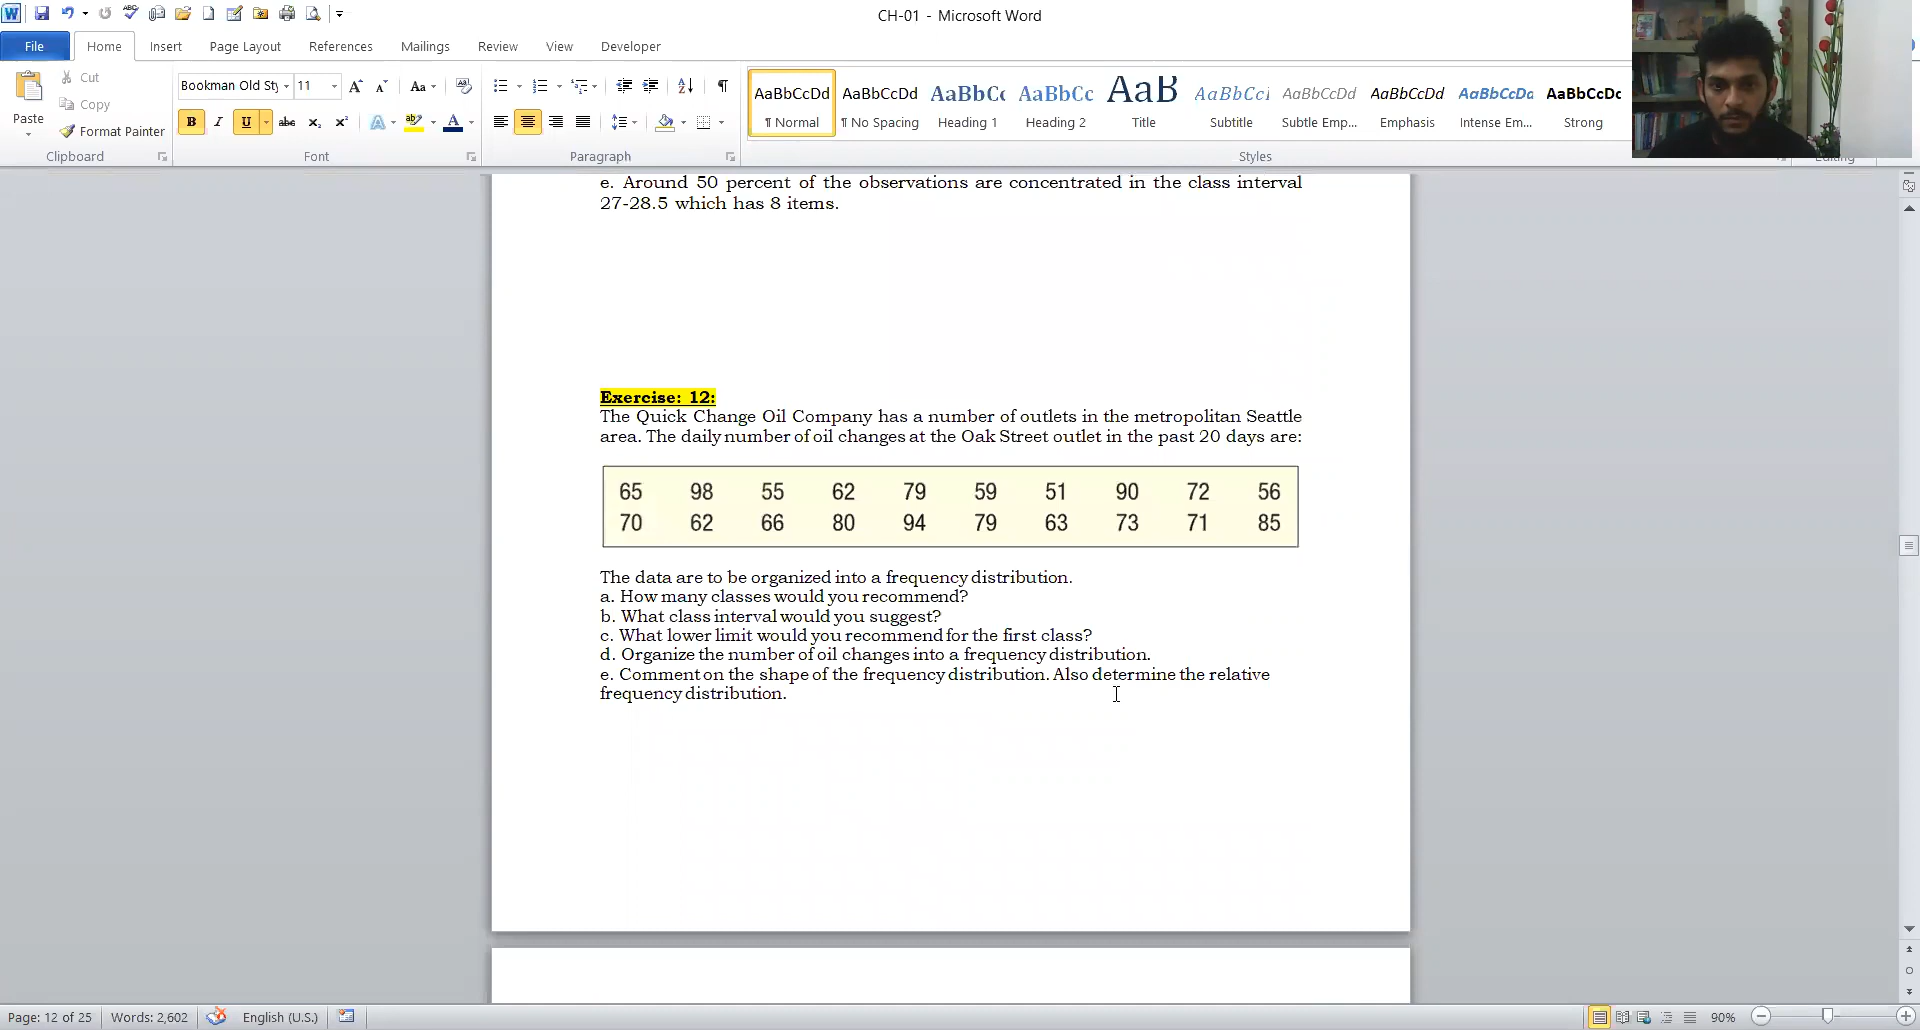 CH-01 - Microsoft Word
File Home Insert Page Layout References Mailings Review View Developer
Paste
Cut
Copy
Format Painter
Clipboard
Bookman Old Sty 11
Font
Paragraph
AaBbCcDd AaBbCcDd AaBbCc AaBbCc AaB AaBbCcI AaBbCcDd AaBbCcDd AaBbCcDd AaBbCcDc
¶ Normal ¶ No Spacing Heading 1 Heading 2 Title Subtitle Subtle Emp... Emphasis Intense Em... Strong
Styles
Editing
e. Around 50 percent of the observations are concentrated in the class interval
27-28.5 which has 8 items.
Exercise: 12:
The Quick Change Oil Company has a number of outlets in the metropolitan Seattle
area. The daily number of oil changes at the Oak Street outlet in the past 20 days are:
65 98 55 62 79 59 51 90 72 56
70 62 66 80 94 79 63 73 71 85
The data are to be organized into a frequency distribution.
a. How many classes would you recommend?
b. What class interval would you suggest?
c. What lower limit would you recommend for the first class?
d. Organize the number of oil changes into a frequency distribution.
e. Comment on the shape of the frequency distribution. Also determine the relative
frequency distribution.
Page: 12 of 25 Words: 2,602 English (U.S.) 90%